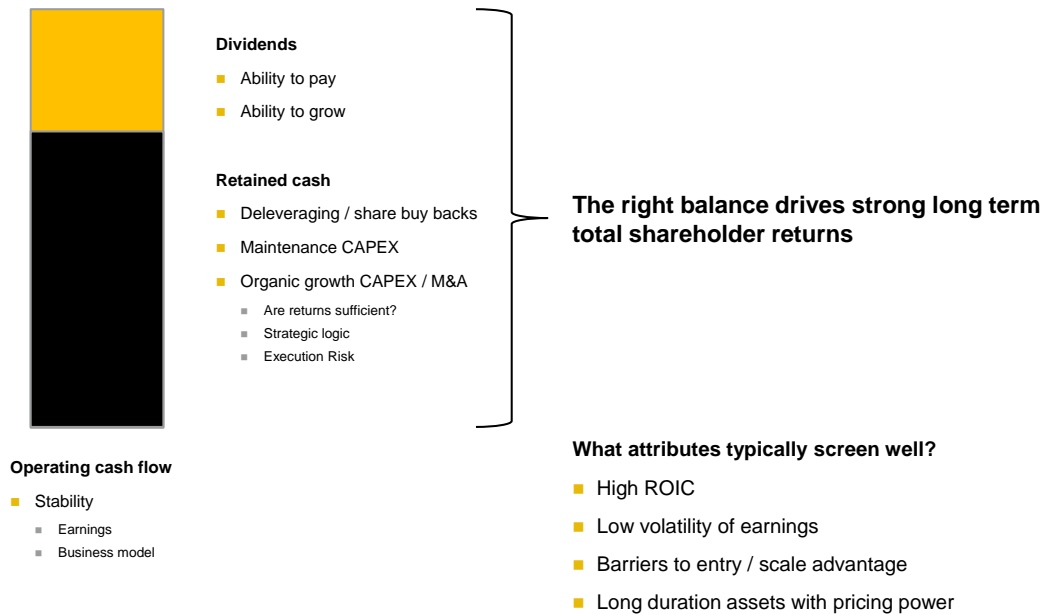 Dividends
Ability to pay
Ability to grow
Retained cash
Deleveraging / share buy backs
Maintenance CAPEX
Organic growth CAPEX / M&A
Are returns sufficient?
Strategic logic
Execution Risk
The right balance drives strong long term
total shareholder returns
Operating cash flow
Stability
Earnings
Business model
What attributes typically screen well?
High ROIC
Low volatility of earnings
Barriers to entry / scale advantage
Long duration assets with pricing power